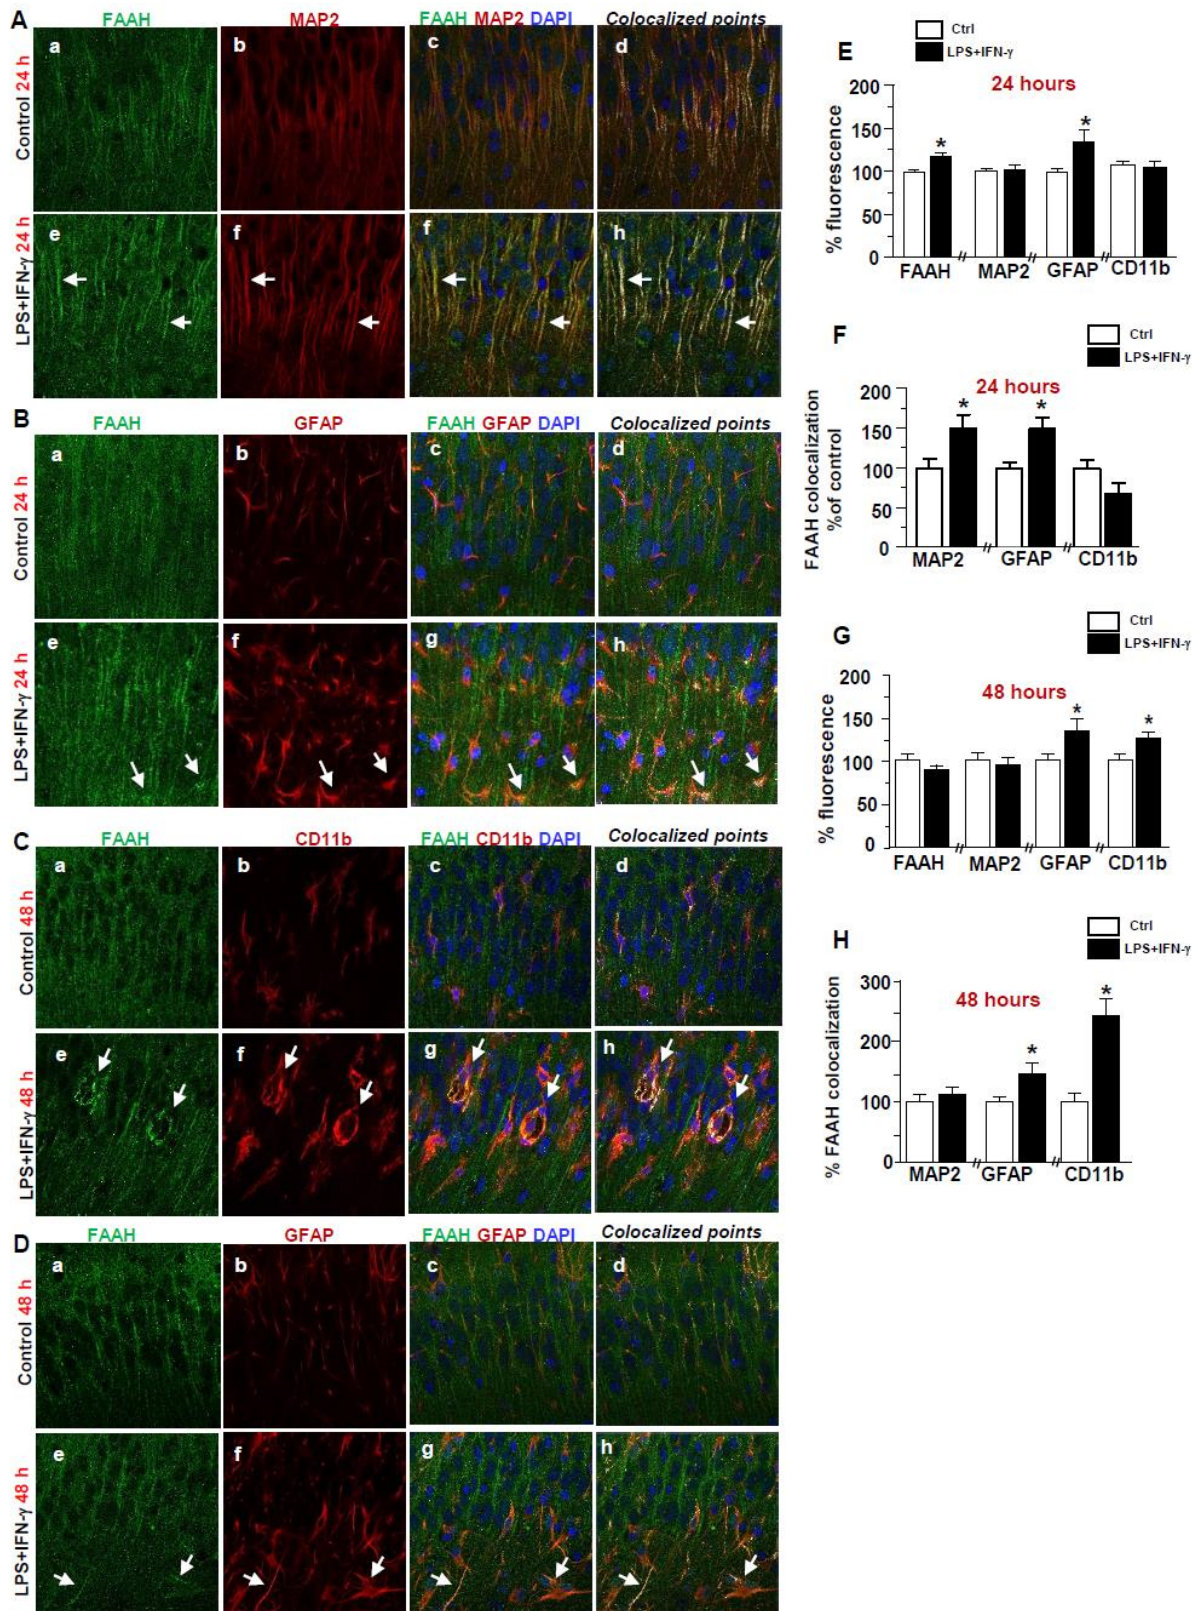 A FAAH MAP2 FAAH MAP2 DAPI Colocalized points
Control 24 h
a b c d
LPS+IFN-γ 24 h
e f f h
B FAAH GFAP FAAH GFAP DAPI Colocalized points
Control 24 h
a b c d
LPS+IFN-γ 24 h
e f g h
C FAAH CD11b FAAH CD11b DAPI Colocalized points
Control 48 h
a b c d
LPS+IFN-γ 48 h
e f g h
D FAAH GFAP FAAH GFAP DAPI Colocalized points
Control 48 h
a b c d
LPS+IFN-γ 48 h
e f g h
E
Ctrl
LPS+IFN-γ
24 hours
% fluorescence
200
150
100
50
0
* *
FAAH MAP2 GFAP CD11b
F
Ctrl
LPS+IFN-γ
24 hours
FAAH colocalization
%of control
200
150
100
50
0
* *
MAP2 GFAP CD11b
G
Ctrl
LPS+IFN-γ
48 hours
% fluorescence
200
150
100
50
0
* *
FAAH MAP2 GFAP CD11b
H
Ctrl
LPS+IFN-γ
48 hours
% FAAH colocalization
300
200
100
0
* *
MAP2 GFAP CD11b